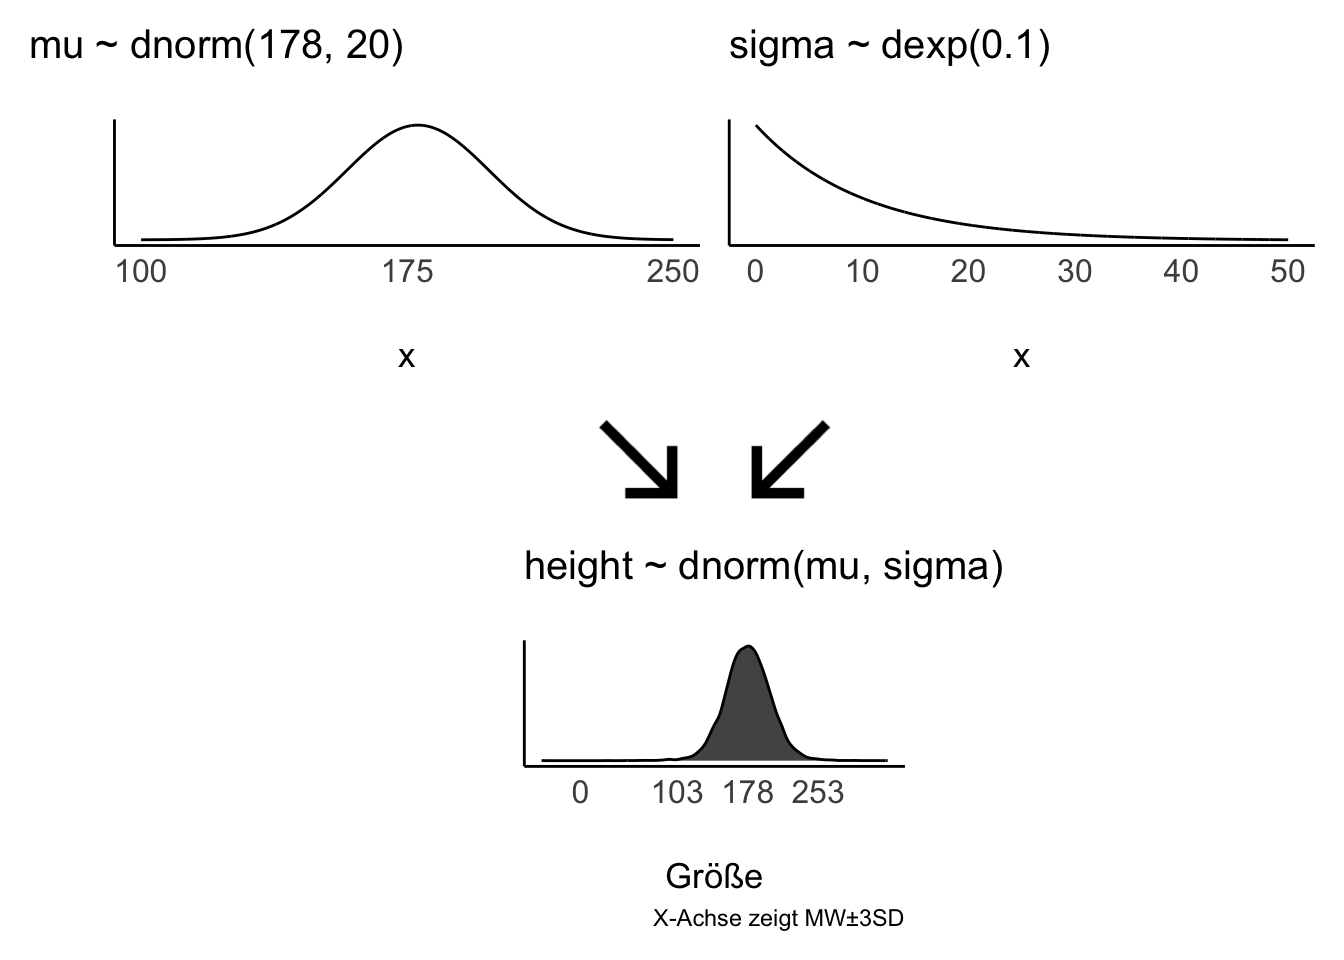 mu ~ dnorm(178, 20)
sigma ~ dexp(0.1)
100 175 250
0 10 20 30 40 50
x
x
height ~ dnorm(mu, sigma)
0 103 178 253
Größe
X-Achse zeigt MW±3SD